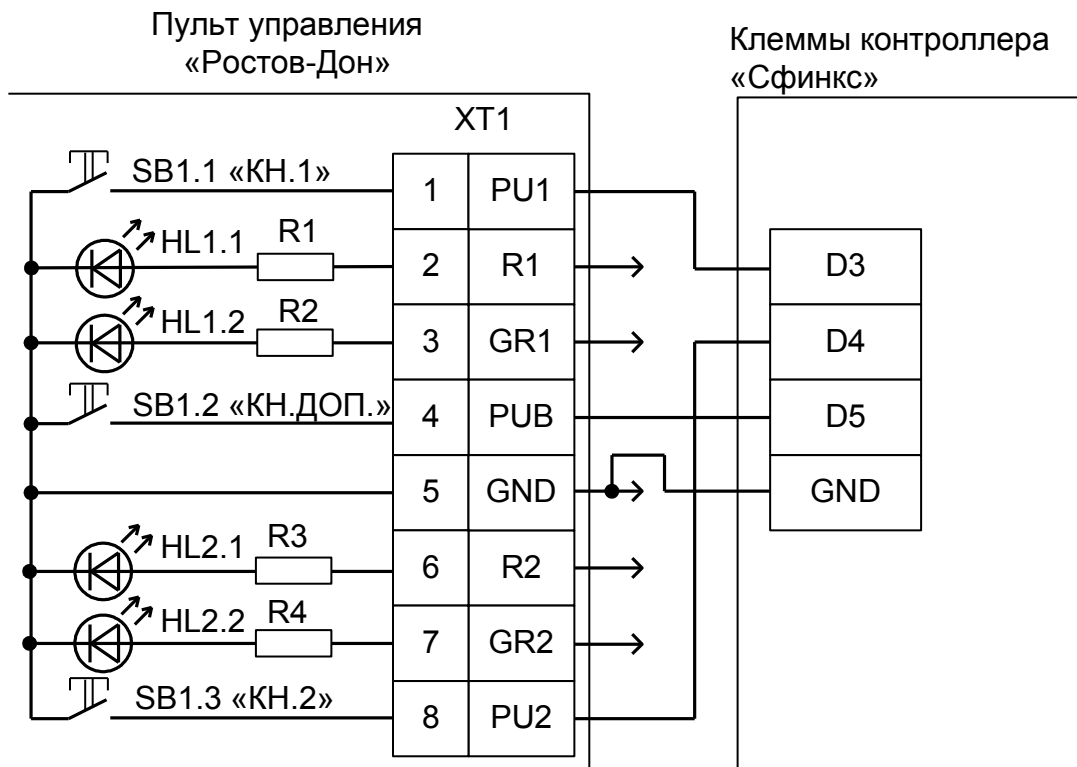 Пульт управления
«Ростов-Дон»
Клеммы контроллера
«Сфинкс»
XT1
SB1.1 «КН.1»
1 PU1
HL1.1 R1
2 R1
D3
HL1.2 R2
3 GR1
D4
SB1.2 «КН.ДОП.»
4 PUB
D5
5 GND
GND
HL2.1 R3
6 R2
HL2.2 R4
7 GR2
SB1.3 «КН.2»
8 PU2